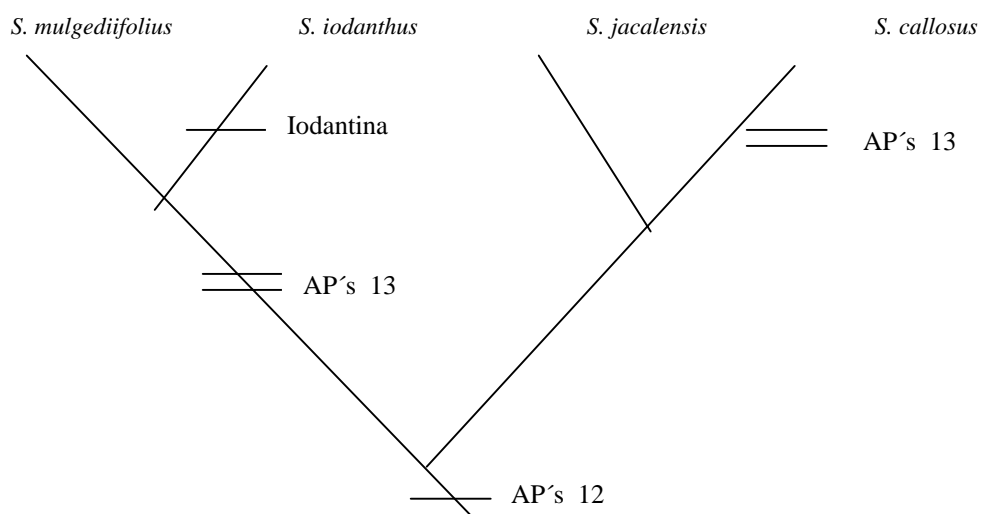 S. mulgediifolius S. iodanthus S. jacalensis S. callosus
Iodantina
AP´s 13
AP´s 13
AP´s 12